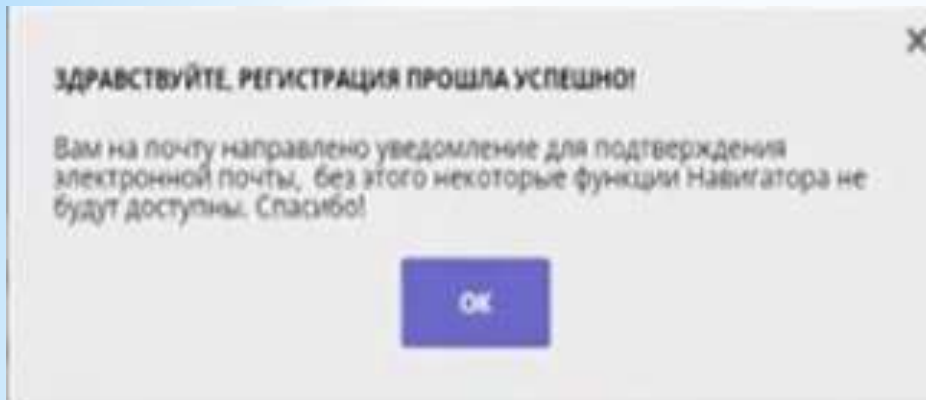 ЗДРАВСТВУЙТЕ, РЕГИСТРАЦИЯ ПРОШЛА УСПЕШНО!
Вам на почту направлено уведомление для подтверждения
электронной почты, без этого некоторые функции Навигатора не
будут доступны. Спасибо!
ОК